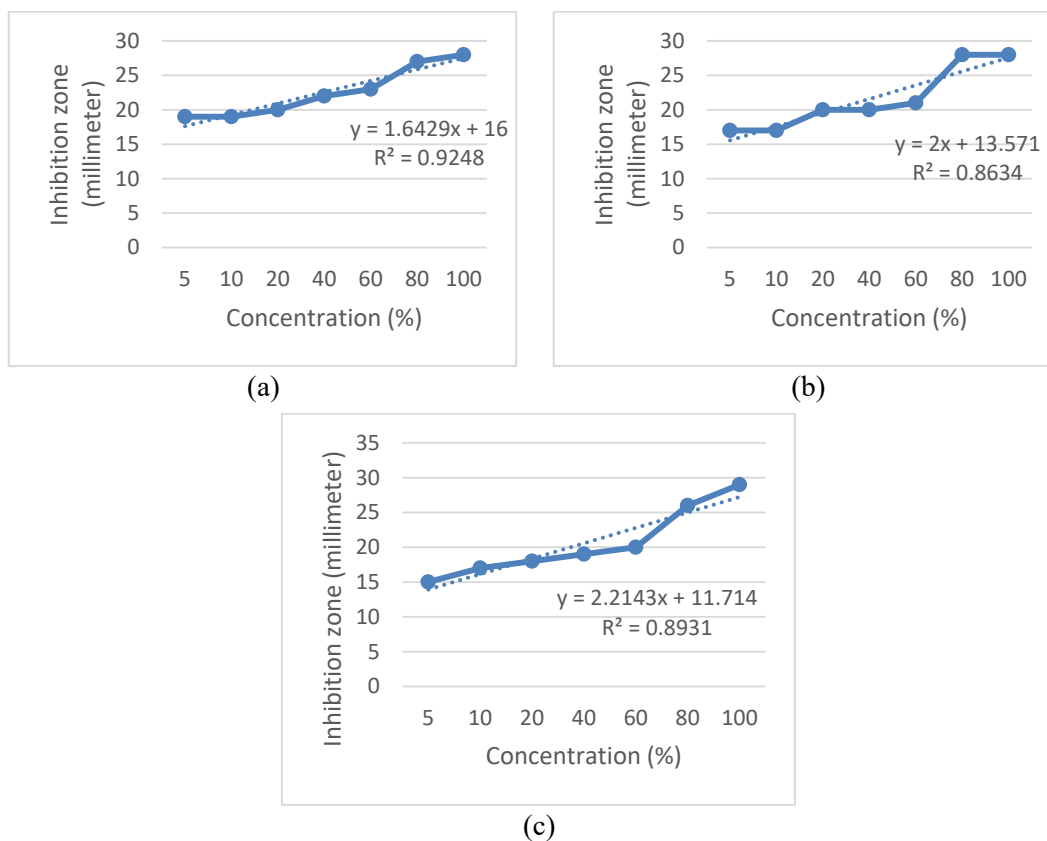 30
25
20
15
10
5
0
Inhibition zone
(millimeter)
y = 1.6429x + 16
R² = 0.9248
5 10 20 40 60 80 100
Concentration (%)
(a)
30
25
20
15
10
5
0
Inhibition zone
(millimeter)
y = 2x + 13.571
R² = 0.8634
5 10 20 40 60 80 100
Concentration (%)
(b)
35
30
25
20
15
10
5
0
Inhibition zone (millimeter)
y = 2.2143x + 11.714
R² = 0.8931
5 10 20 40 60 80 100
Concentration (%)
(c)